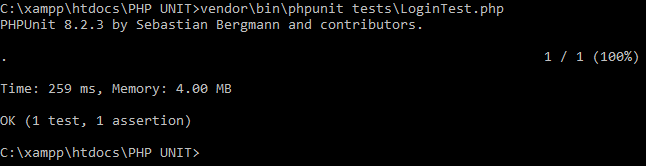 C:\xampp\htdocs\PHP UNIT>vendor\bin\phpunit tests\LoginTest.php
PHPUnit 8.2.3 by Sebastian Bergmann and contributors.
. 1 / 1 (100%)
Time: 259 ms, Memory: 4.00 MB
OK (1 test, 1 assertion)
C:\xampp\htdocs\PHP UNIT>